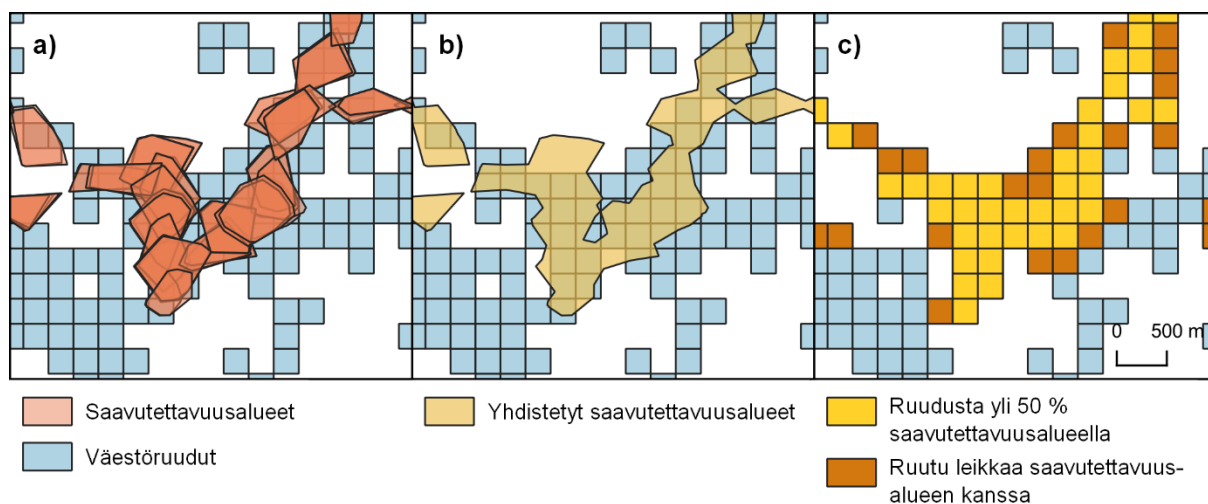 a)
b)
c)
0 500 m
Saavutettavuusalueet
Väestöruudut
Yhdistetyt saavutettavuusalueet
Ruudusta yli 50 %
saavutettavuusalueella
Ruutu leikkaa saavutettavuus-
alueen kanssa